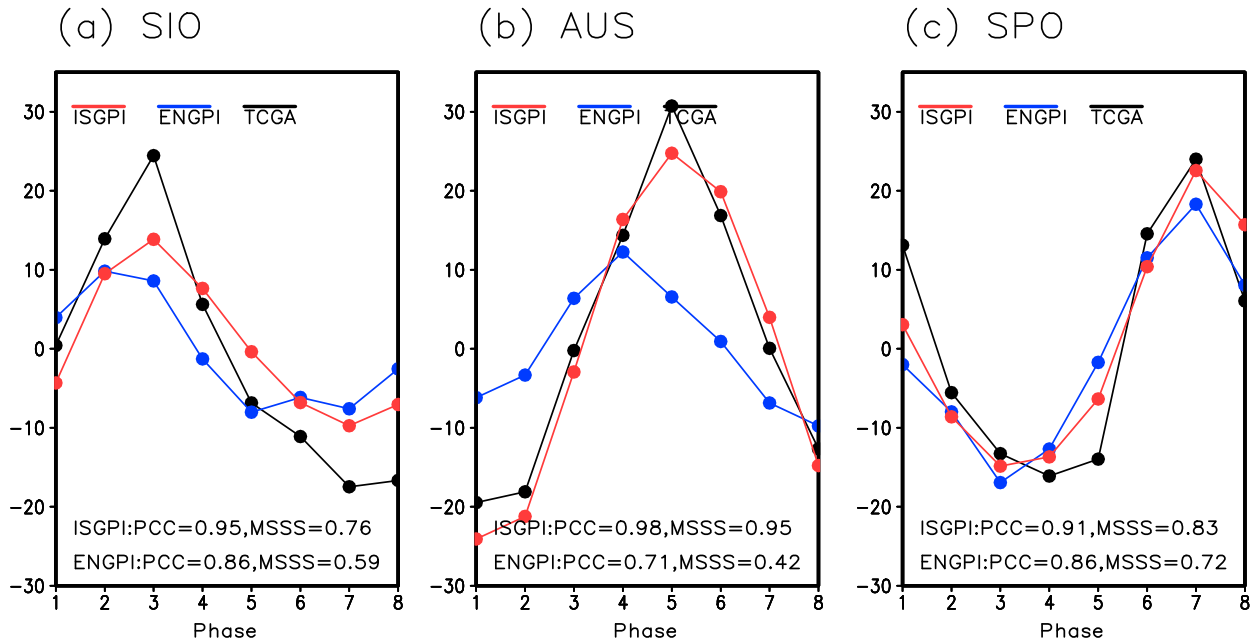 (a) SIO
(b) AUS
(c) SPO
ISGPI ENGPI TCGA
30
20
10
0
-10
-20
-30
ISGPI:PCC=0.95,MSSS=0.76
ENGPI:PCC=0.86,MSSS=0.59
1 2 3 4 5 6 7 8
Phase
ISGPI ENGPI TCGA
30
20
10
0
-10
-20
-30
ISGPI:PCC=0.98,MSSS=0.95
ENGPI:PCC=0.71,MSSS=0.42
1 2 3 4 5 6 7 8
Phase
ISGPI ENGPI TCGA
30
20
10
0
-10
-20
-30
ISGPI:PCC=0.91,MSSS=0.83
ENGPI:PCC=0.86,MSSS=0.72
1 2 3 4 5 6 7 8
Phase